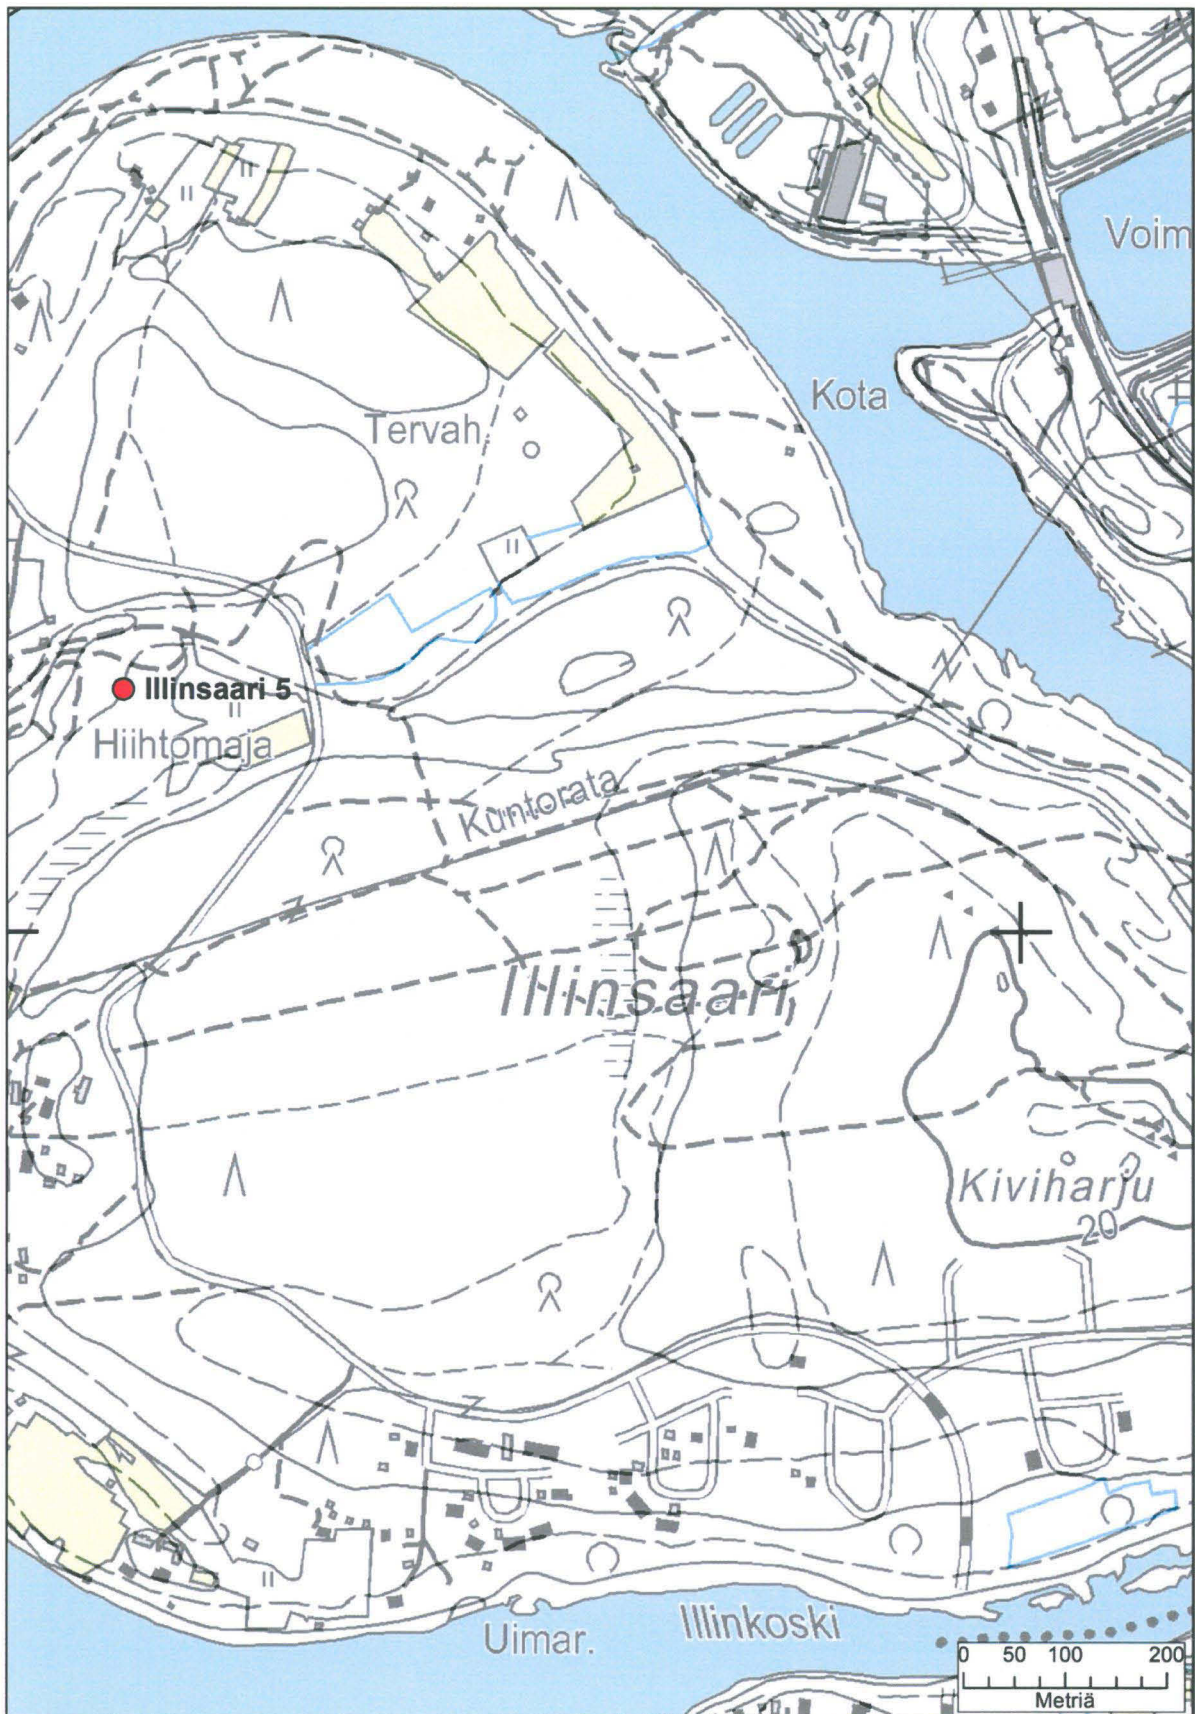 Voim
Kota
Tervah.
Illinsaari 5
Hiihtomaja
Kuntorata
Illinsaari
Kiviharju
20
Illinkoski
Uimar.
0 50 100 200
Metriä